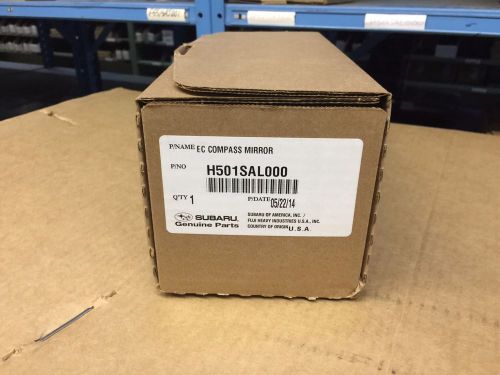 P/NAME EC COMPASS MIRROR
P/NO H501SAL000
Q'TY 1 P/DATE 05/22/14
SUBARU.
Genuine Parts
SUBARU OF AMERICA, INC. /
FUJI HEAVY INDUSTRIES U.S.A., INC.
COUNTRY OF ORIGIN U.S.A